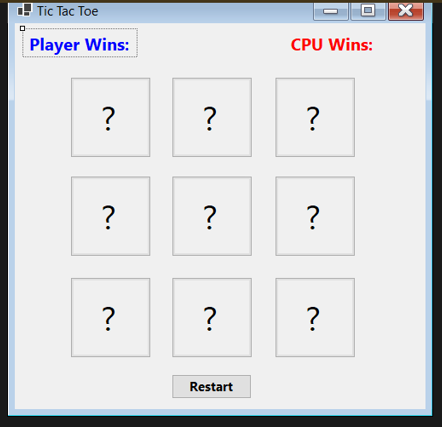 Tic Tac Toe
Player Wins: CPU Wins:
? ? ?
? ? ?
? ? ?
Restart